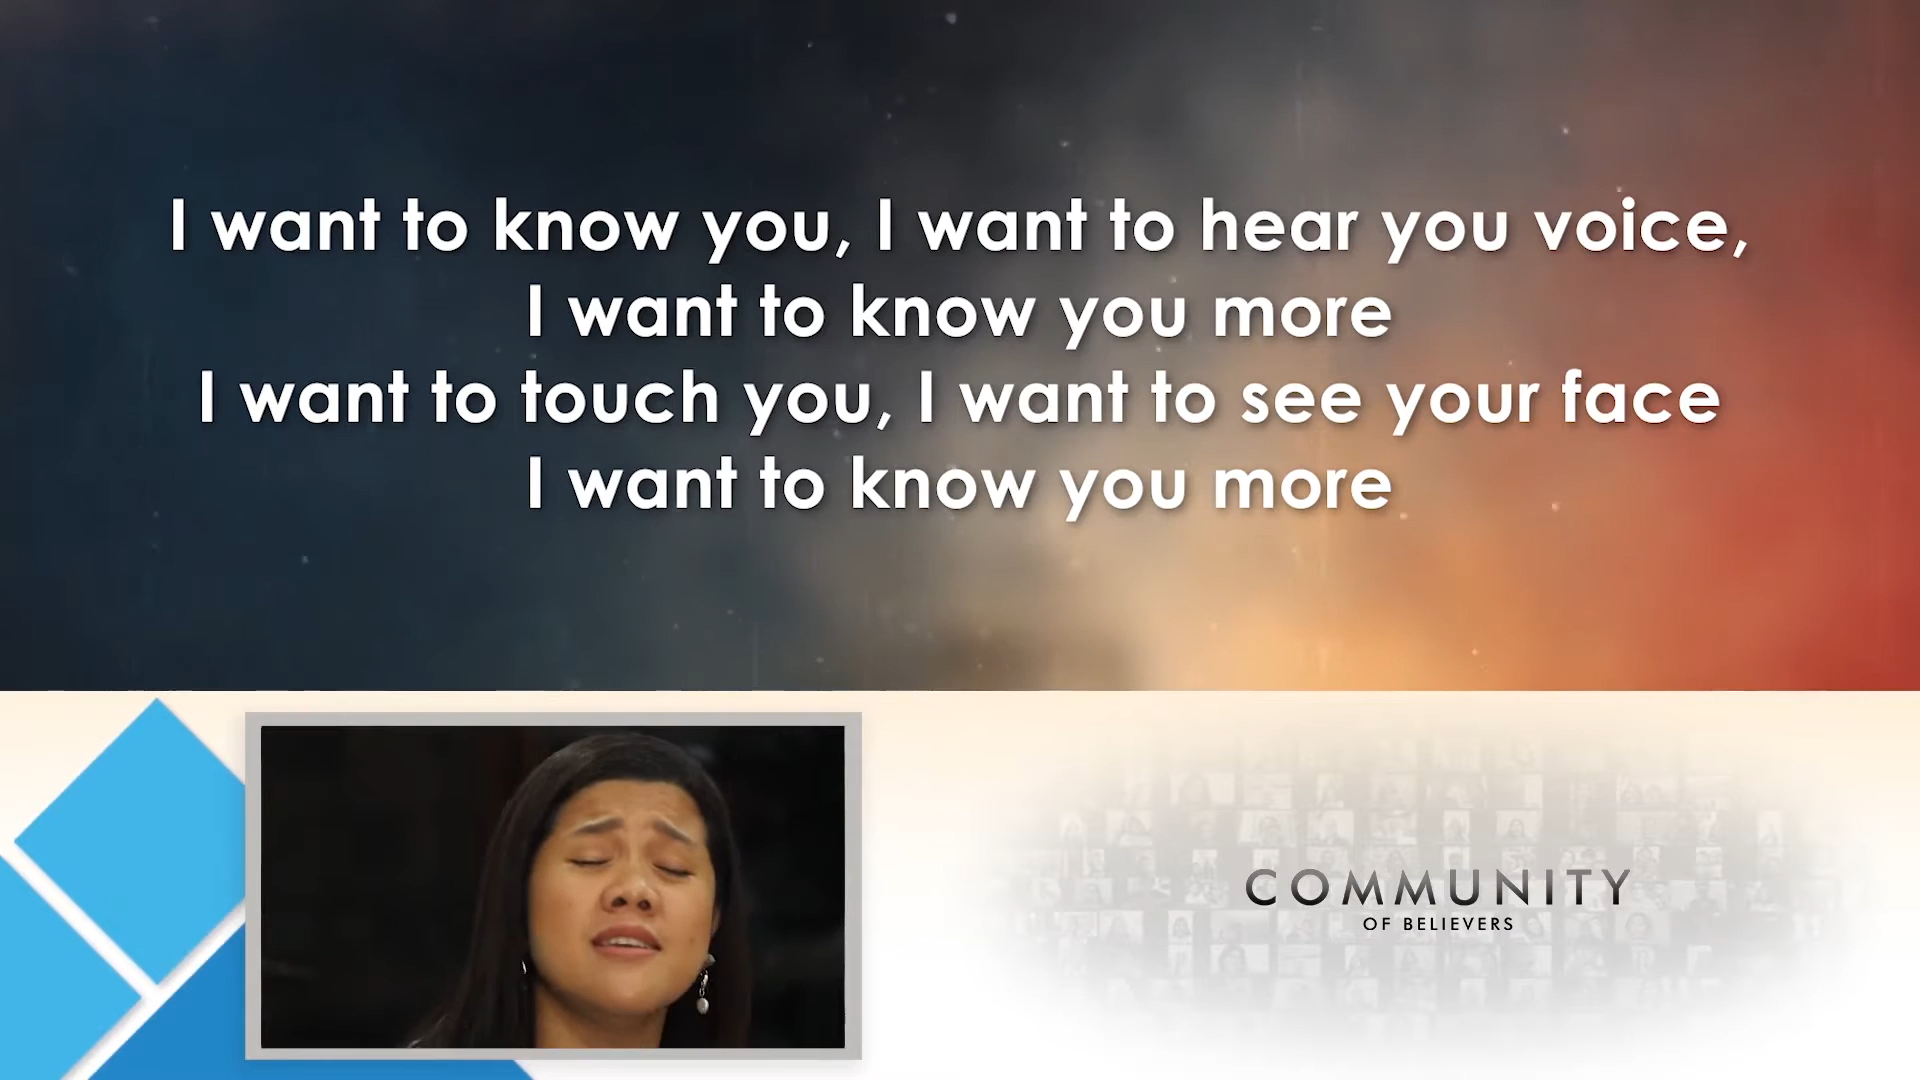 I want to know you, I want to hear you voice,
I want to know you more
I want to touch you, I want to see your face
I want to know you more
COMMUNITY
OF BELIEVERS